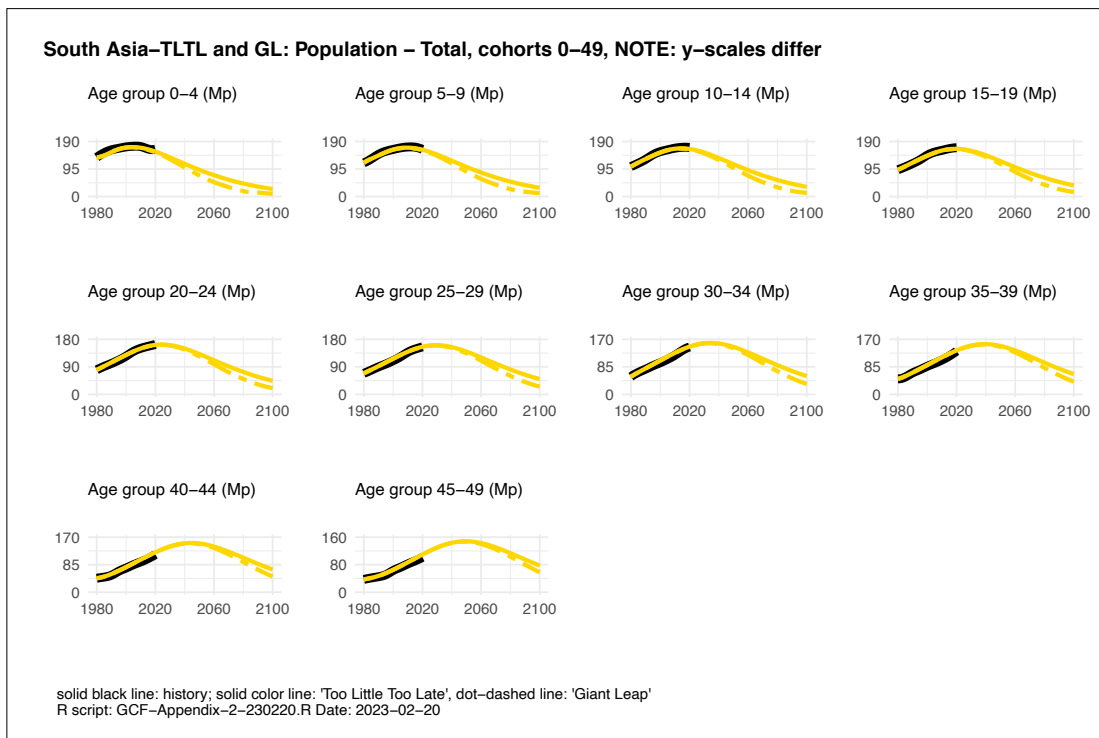 South Asia−TLTL and GL: Population − Total, cohorts 0−49, NOTE: y−scales differ
Age group 0−4 (Mp)
190
95
0
1980 2020 2060 2100
Age group 5−9 (Mp)
190
95
0
1980 2020 2060 2100
Age group 10−14 (Mp)
190
95
0
1980 2020 2060 2100
Age group 15−19 (Mp)
190
95
0
1980 2020 2060 2100
Age group 20−24 (Mp)
180
90
0
1980 2020 2060 2100
Age group 25−29 (Mp)
180
90
0
1980 2020 2060 2100
Age group 30−34 (Mp)
170
85
0
1980 2020 2060 2100
Age group 35−39 (Mp)
170
85
0
1980 2020 2060 2100
Age group 40−44 (Mp)
170
85
0
1980 2020 2060 2100
Age group 45−49 (Mp)
160
80
0
1980 2020 2060 2100
solid black line: history; solid color line: 'Too Little Too Late', dot−dashed line: 'Giant Leap'
R script: GCF−Appendix−2−230220.R Date: 2023−02−20